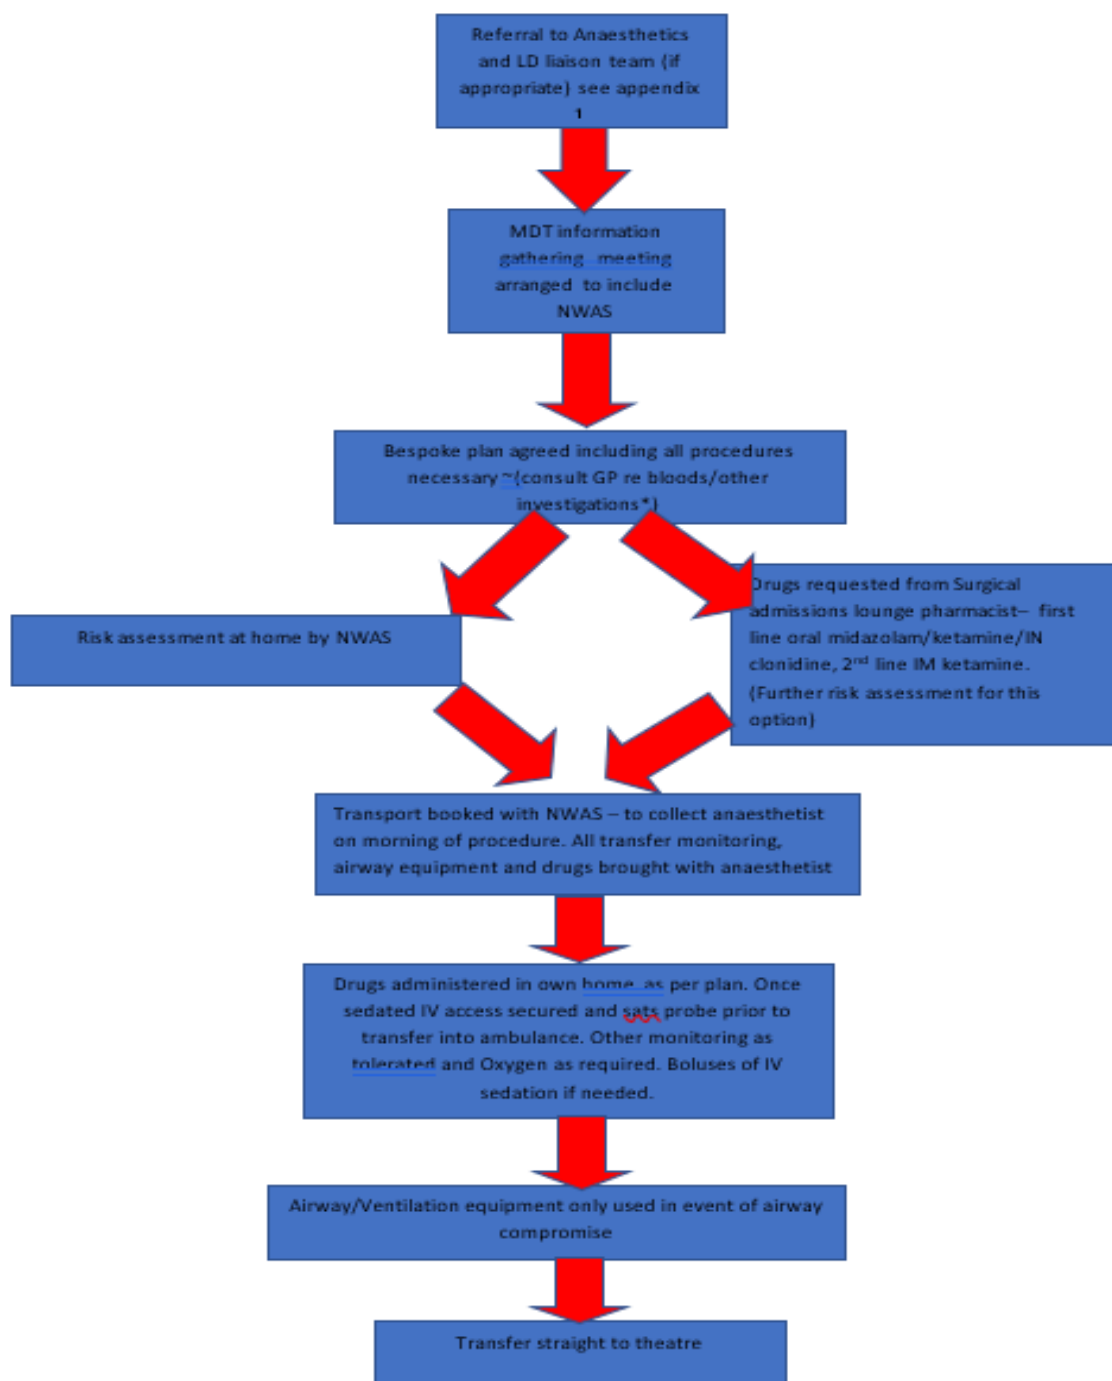 Referral to Anaesthetics
and LD liaison team (if
appropriate) see appendix
1
MDT information
gathering meeting
arranged to include
NWAS
Bespoke plan agreed including all procedures
necessary ~(consult GP re bloods/other
investigations*)
Risk assessment at home by NWAS
Drugs requested from Surgical
admissions lounge pharmacist– first
line oral midazolam/ketamine/IN
clonidine, 2nd line IM ketamine.
(Further risk assessment for this
option)
Transport booked with NWAS – to collect anaesthetist
on morning of procedure. All transfer monitoring,
airway equipment and drugs brought with anaesthetist
Drugs administered in own home as per plan. Once
sedated IV access secured and sats probe prior to
transfer into ambulance. Other monitoring as
tolerated and Oxygen as required. Boluses of IV
sedation if needed.
Airway/Ventilation equipment only used in event of airway
compromise
Transfer straight to theatre